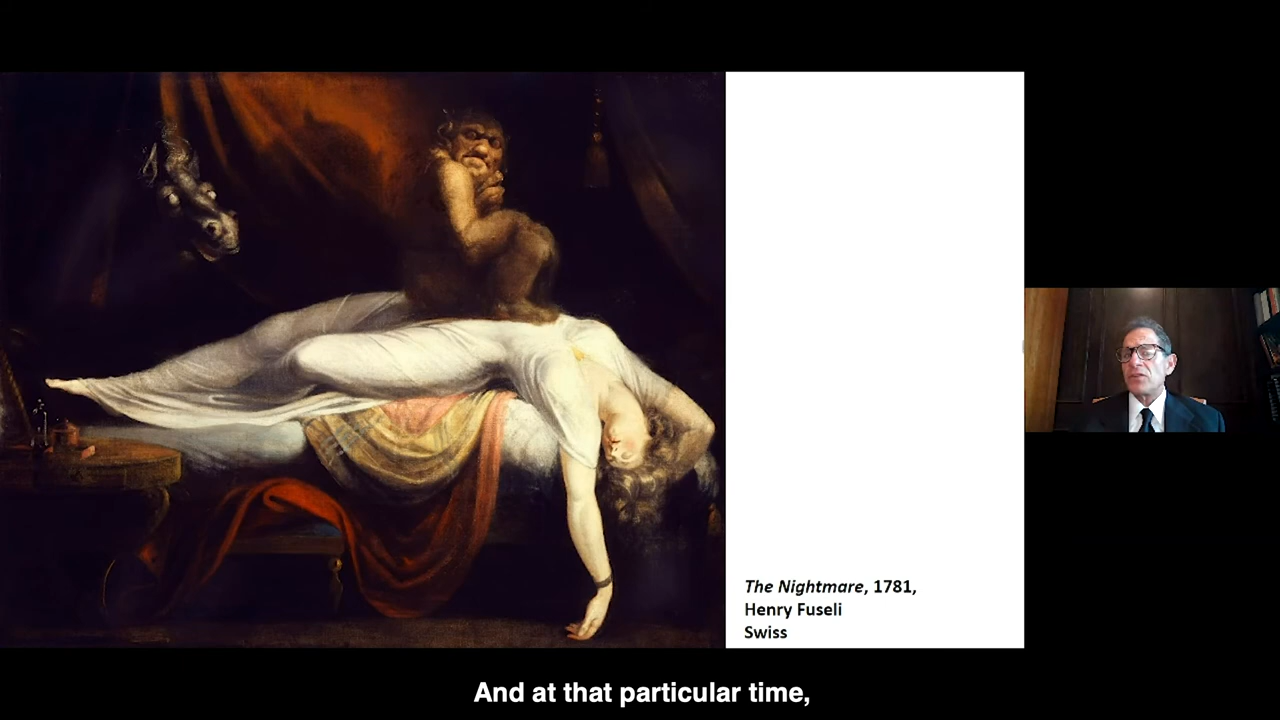 The Nightmare, 1781,
Henry Fuseli
Swiss
And at that particular time,